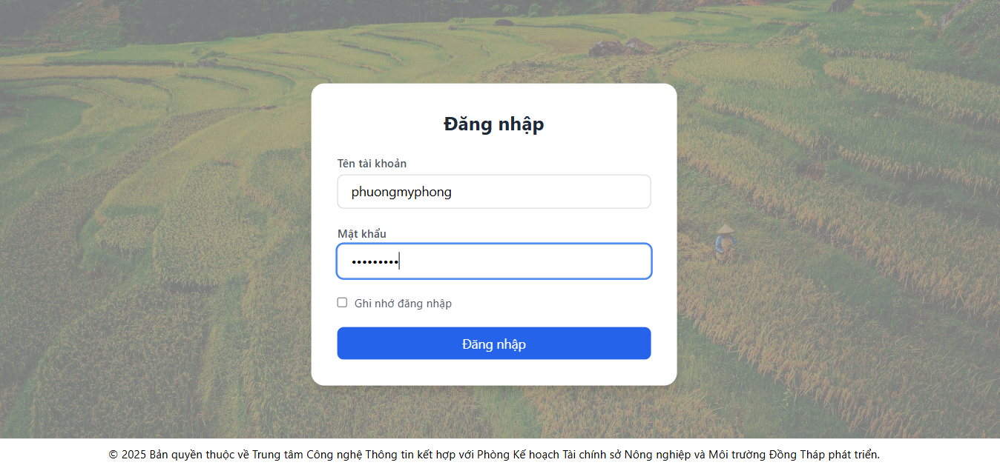 Đăng nhập
Tên tài khoản
phuongmyphong
Mật khẩu
•••••••••
Ghi nhớ đăng nhập
Đăng nhập
© 2025 Bản quyền thuộc về Trung tâm Công nghệ Thông tin kết hợp với Phòng Kế hoạch Tài chính sở Nông nghiệp và Môi trường Đồng Tháp phát triển.